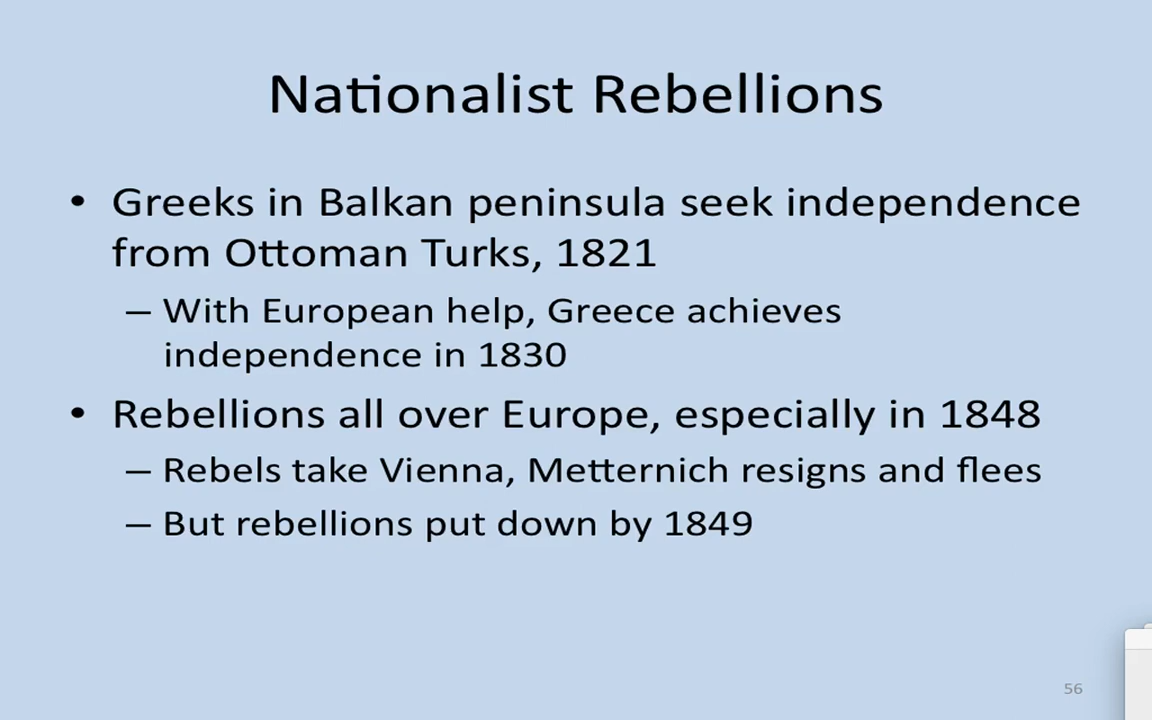 Nationalist Rebellions
• Greeks in Balkan peninsula seek independence
from Ottoman Turks, 1821
– With European help, Greece achieves
independence in 1830
• Rebellions all over Europe, especially in 1848
– Rebels take Vienna, Metternich resigns and flees
– But rebellions put down by 1849
56